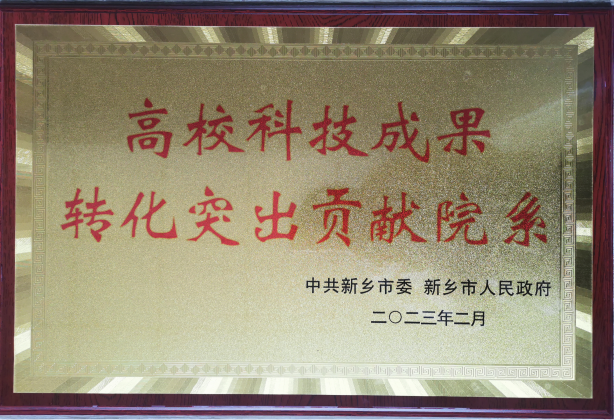 高校科技成果
转化突出贡献院系
中共新乡市委 新乡市人民政府
二〇二三年二月